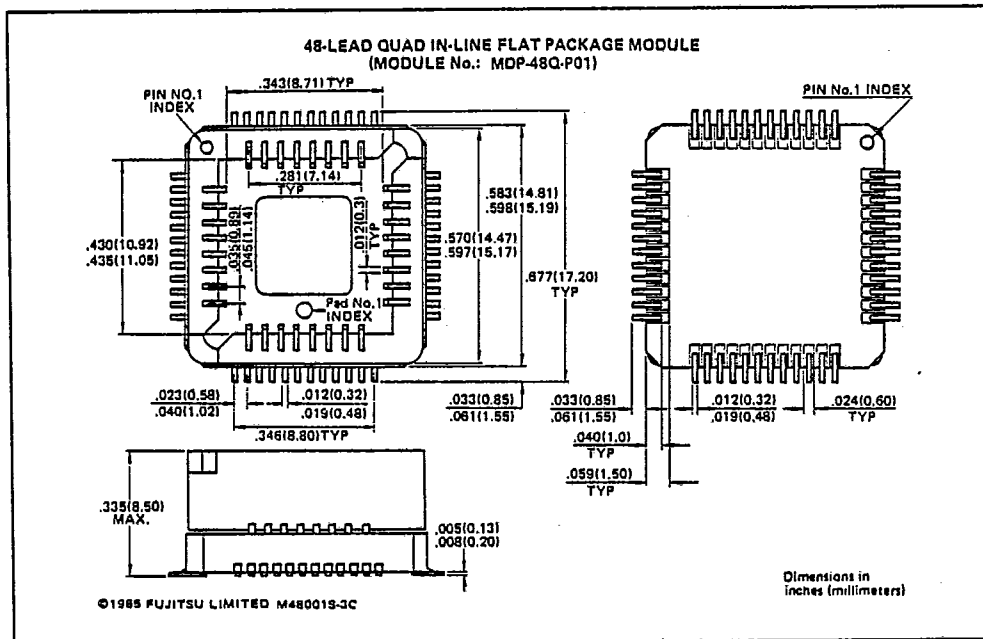 48-LEAD QUAD IN-LINE FLAT PACKAGE MODULE
(MODULE No.: MDP-48Q-P01)
.343(8.71) TYP
PIN NO.1
INDEX
PIN No.1 INDEX
.281(7.14)
TYP
.583(14.81)
.598(15.19)
.430(10.92)
.435(11.05)
.035(0.89)
.045(1.14)
.012(0.3)
TYP
.570(14.47)
.597(15.17)
.677(17.20)
TYP
Pad No.1
INDEX
.023(0.58)
.040(1.02)
.012(0.32)
.019(0.48)
.033(0.85)
.061(1.55)
.346(8.80)TYP
.033(0.85)
.061(1.55)
.012(0.32)
.019(0.48)
.024(0.60)
TYP
.040(1.0)
TYP
.059(1.50)
TYP
.335(8.50)
MAX.
.005(0.13)
.008(0.20)
Dimensions in
inches (millimeters)
©1985 FUJITSU LIMITED M48001S-3C